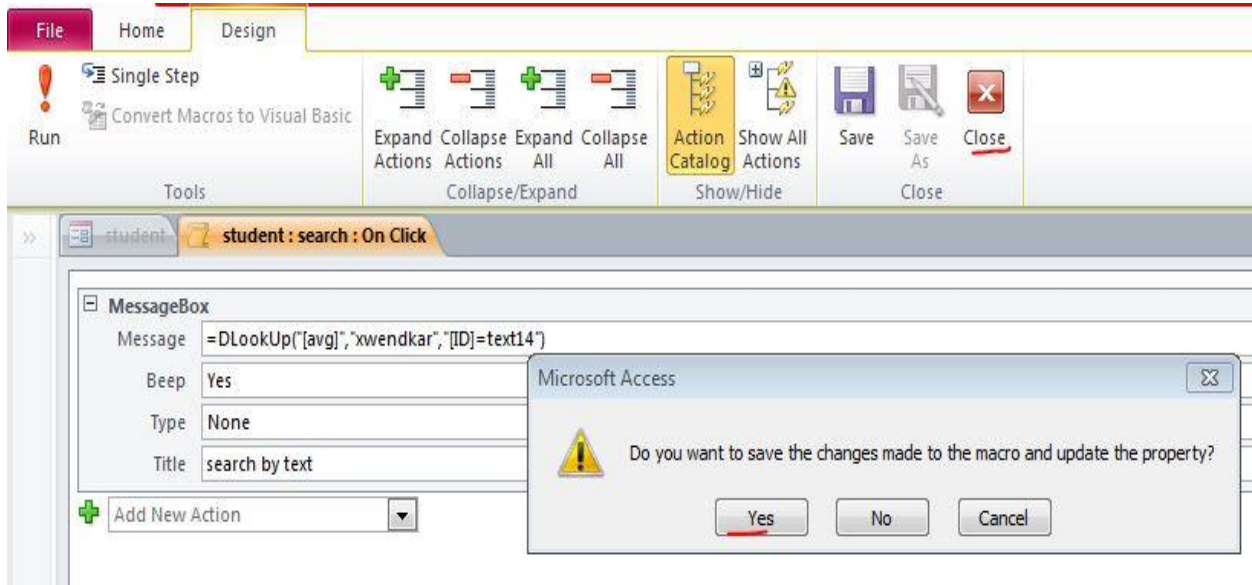 File Home Design
Run
Single Step
Convert Macros to Visual Basic
Expand Actions
Collapse Actions
Expand All
Collapse All
Action Catalog
Show All Actions
Save
Save As
Close
Tools Collapse/Expand Show/Hide Close
» student student : search : On Click
MessageBox
Message =DLookUp("[avg]","xwendkar","[ID]=text14")
Beep Yes
Type None
Title search by text
Add New Action
Microsoft Access
Do you want to save the changes made to the macro and update the property?
Yes No Cancel